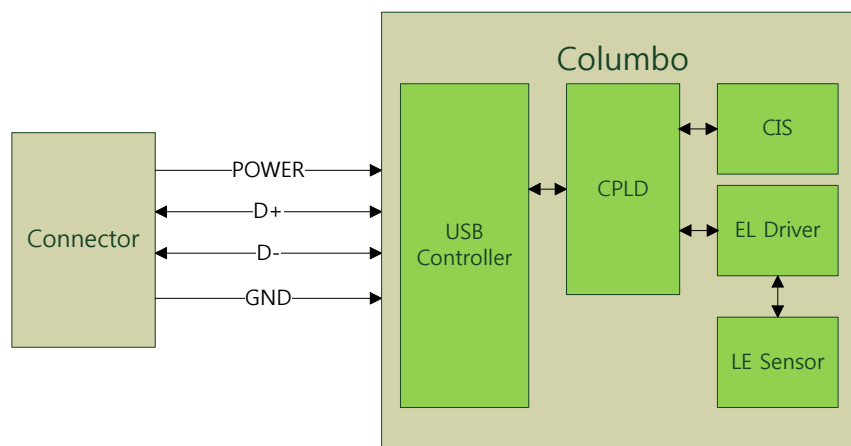 Columbo
Connector
POWER
D+
D-
GND
USB
Controller
CPLD
CIS
EL Driver
LE Sensor